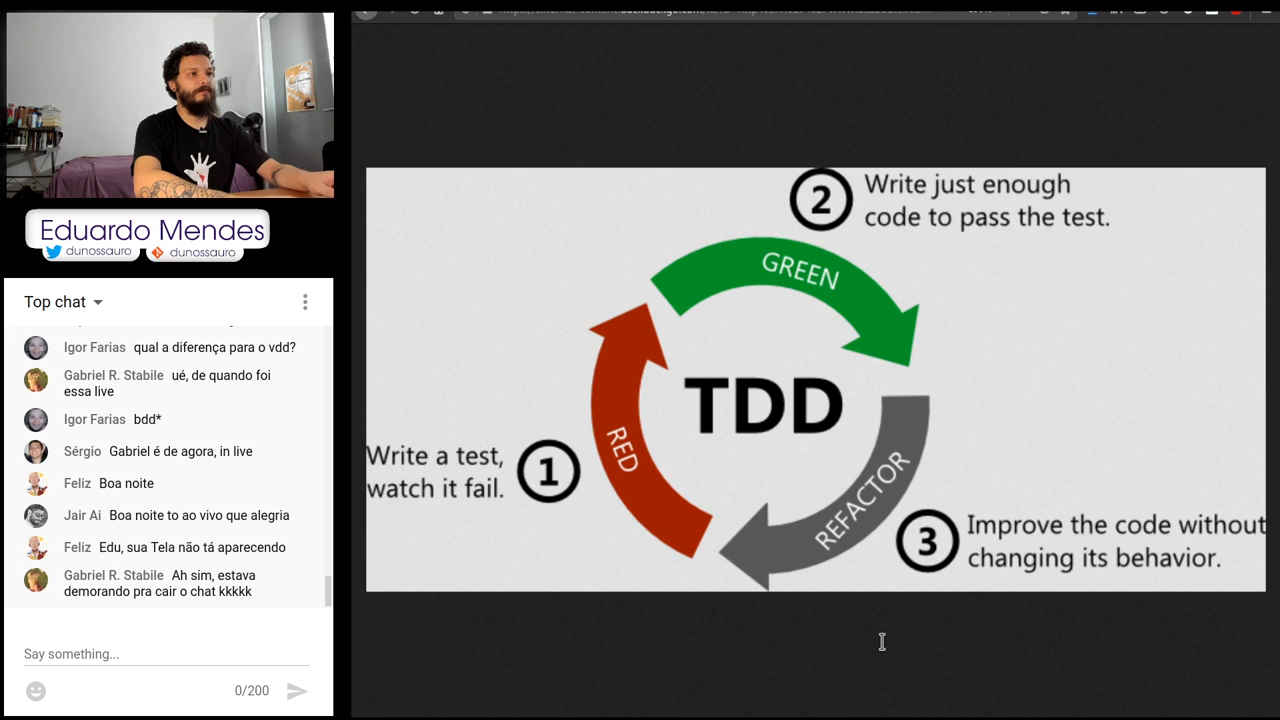 Eduardo Mendes
dunossauro
dunossauro
Top chat
Igor Farias qual a diferença para o vdd?
Gabriel R. Stabile ué, de quando foi
essa live
Igor Farias bdd*
Sérgio Gabriel é de agora, in live
Feliz Boa noite
Jair Ai Boa noite to ao vivo que alegria
Feliz Edu, sua Tela não tá aparecendo
Gabriel R. Stabile Ah sim, estava
demorando pra cair o chat kkkkk
Say something...
0/200
2
Write just enough
code to pass the test.
GREEN
TDD
RED
Write a test,
watch it fail.
1
REFACTOR
3
Improve the code without
changing its behavior.